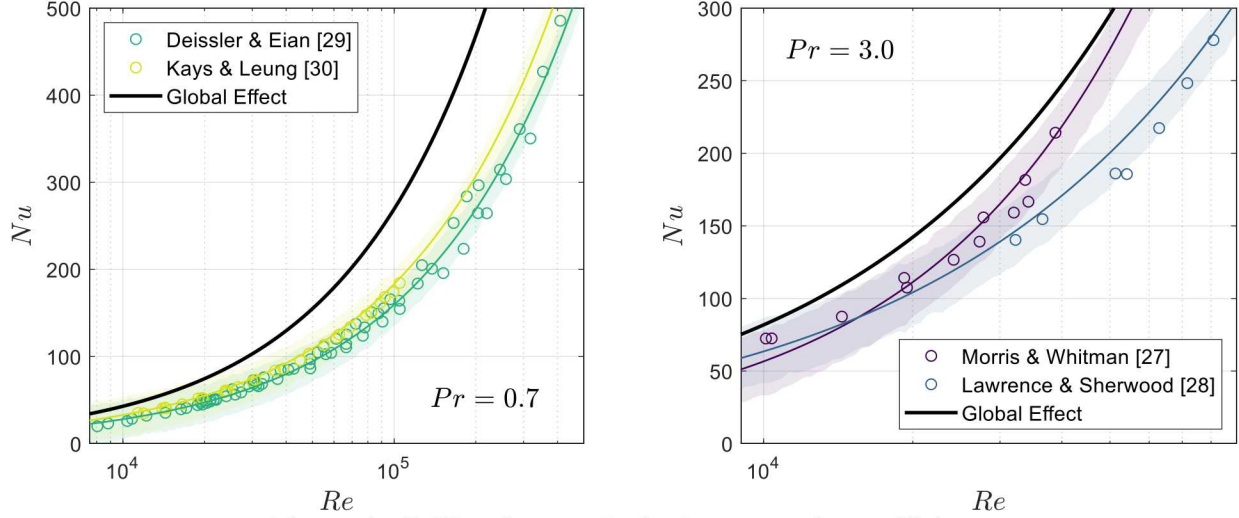 500
400
300
200
100
0
Nu
10^4
10^5
Re
Deissler & Eian [29]
Kays & Leung [30]
Global Effect
Pr = 0.7
300
250
200
150
100
50
0
Nu
10^4
Re
Pr = 3.0
Morris & Whitman [27]
Lawrence & Sherwood [28]
Global Effect